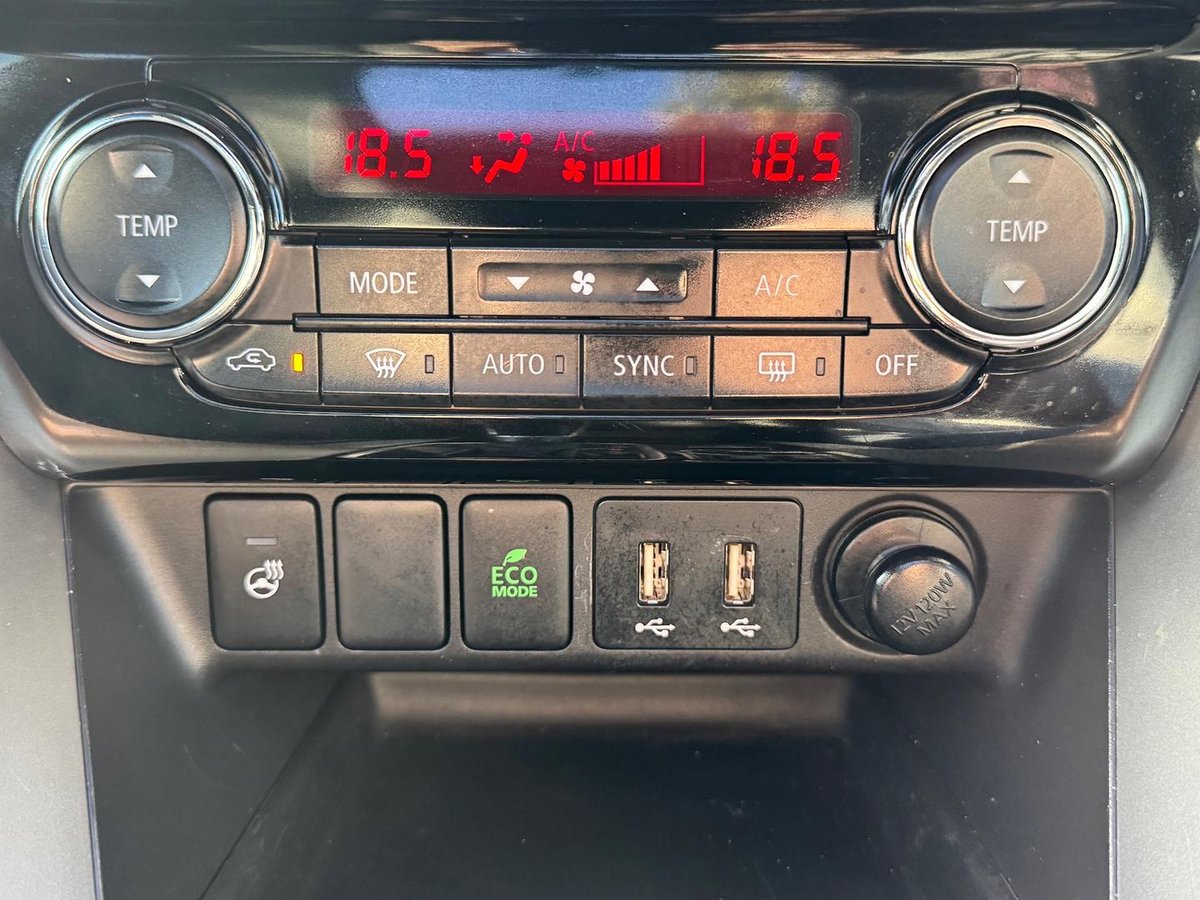 18.5 A/C 18.5
TEMP
TEMP
MODE
A/C
AUTO
SYNC
OFF
ECO
MODE
12V 120W
MAX